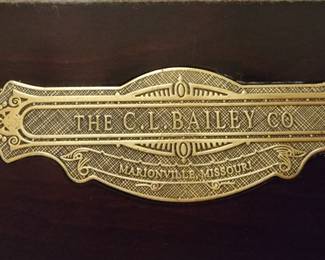 THE C.L. BAILEY CO.
MARIONVILLE, MISSOURI